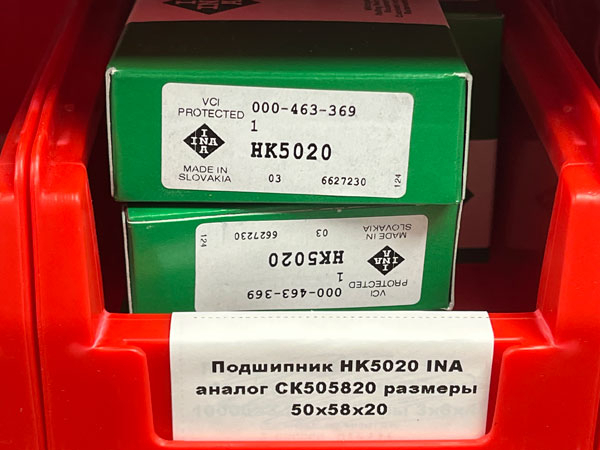 VCI
PROTECTED
000-463-369
1
INA
HK5020
MADE IN
SLOVAKIA
03
6627230
124
MADE IN
SLOVAKIA
03
6627230
124
INA
HK5020
1
VCI
PROTECTED
000-463-369
Подшипник HK5020 INA
аналог СК505820 размеры
50x58x20